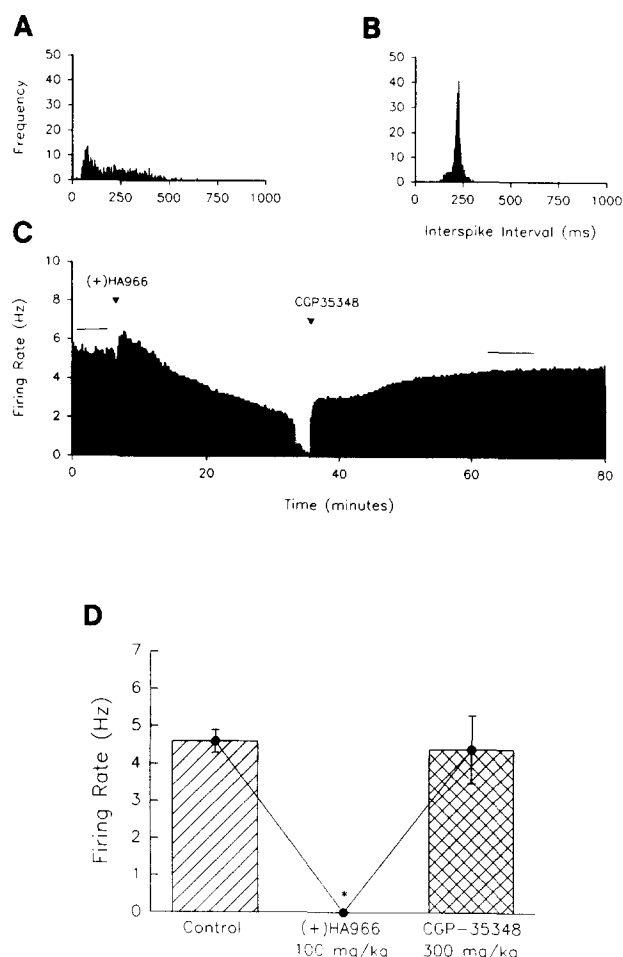 A
B
50
40
30
20
10
0
Frequency
0 250 500 750 1000
50
40
30
20
10
0
0 250 500 750 1000
Interspike Interval (ms)
C
10
8
6
4
2
0
Firing Rate (Hz)
(+)HA966
CGP35348
0 20 40 60 80
Time (minutes)
D
7
6
5
4
3
2
1
0
Firing Rate (Hz)
*
Control (+)HA966 CGP-35348
100 mg/kg 300 mg/kg